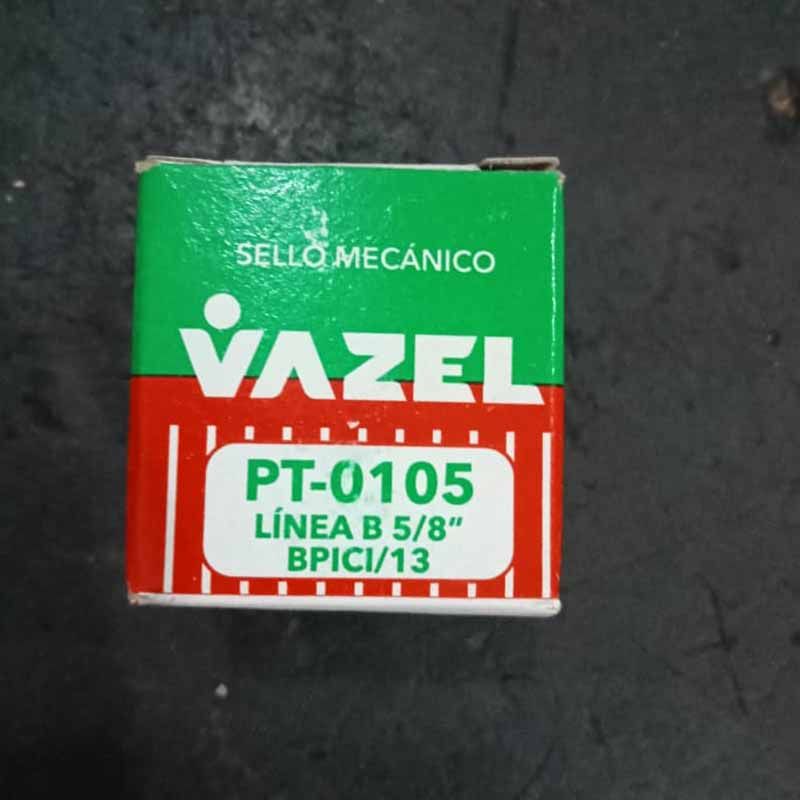 SELLO MECÁNICO
VAZEL
PT-0105
LÍNEA B 5/8"
BPICI/13